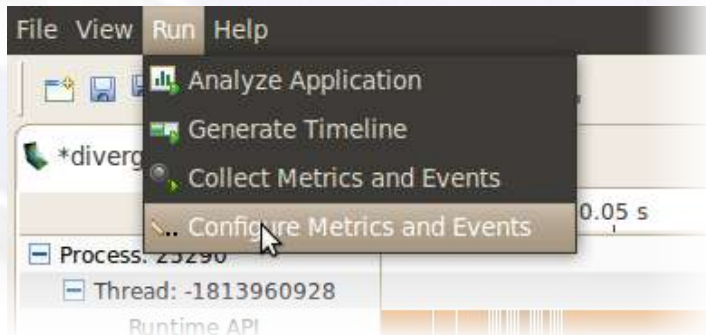 File View Run Help
Analyze Application
Generate Timeline
*diverg
Collect Metrics and Events
Configure Metrics and Events
0.05 s
Process: 25290
Thread: -1813960928
Runtime API